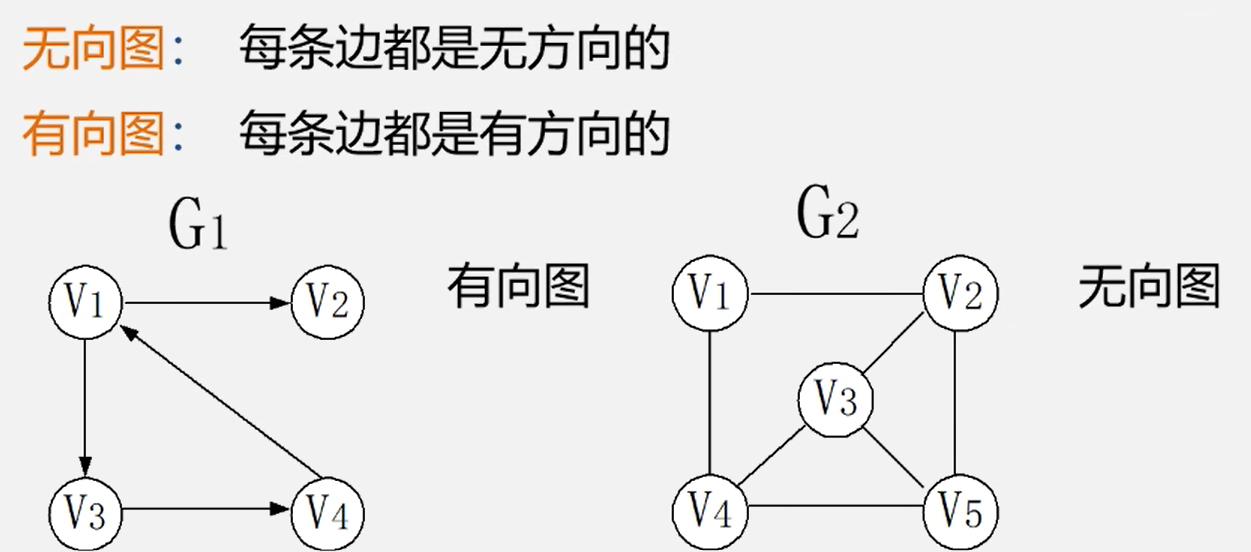 无向图： 每条边都是无方向的
有向图： 每条边都是有方向的
G1
V1
V2
V3
V4
有向图
G2
V1
V2
V3
V4
V5
无向图